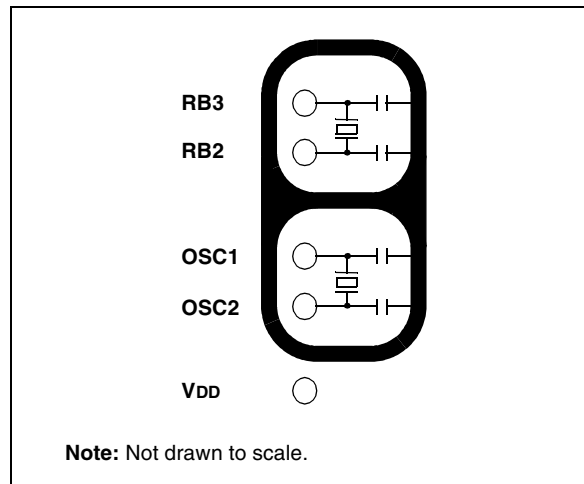 RB3
RB2
OSC1
OSC2
VDD
Note: Not drawn to scale.